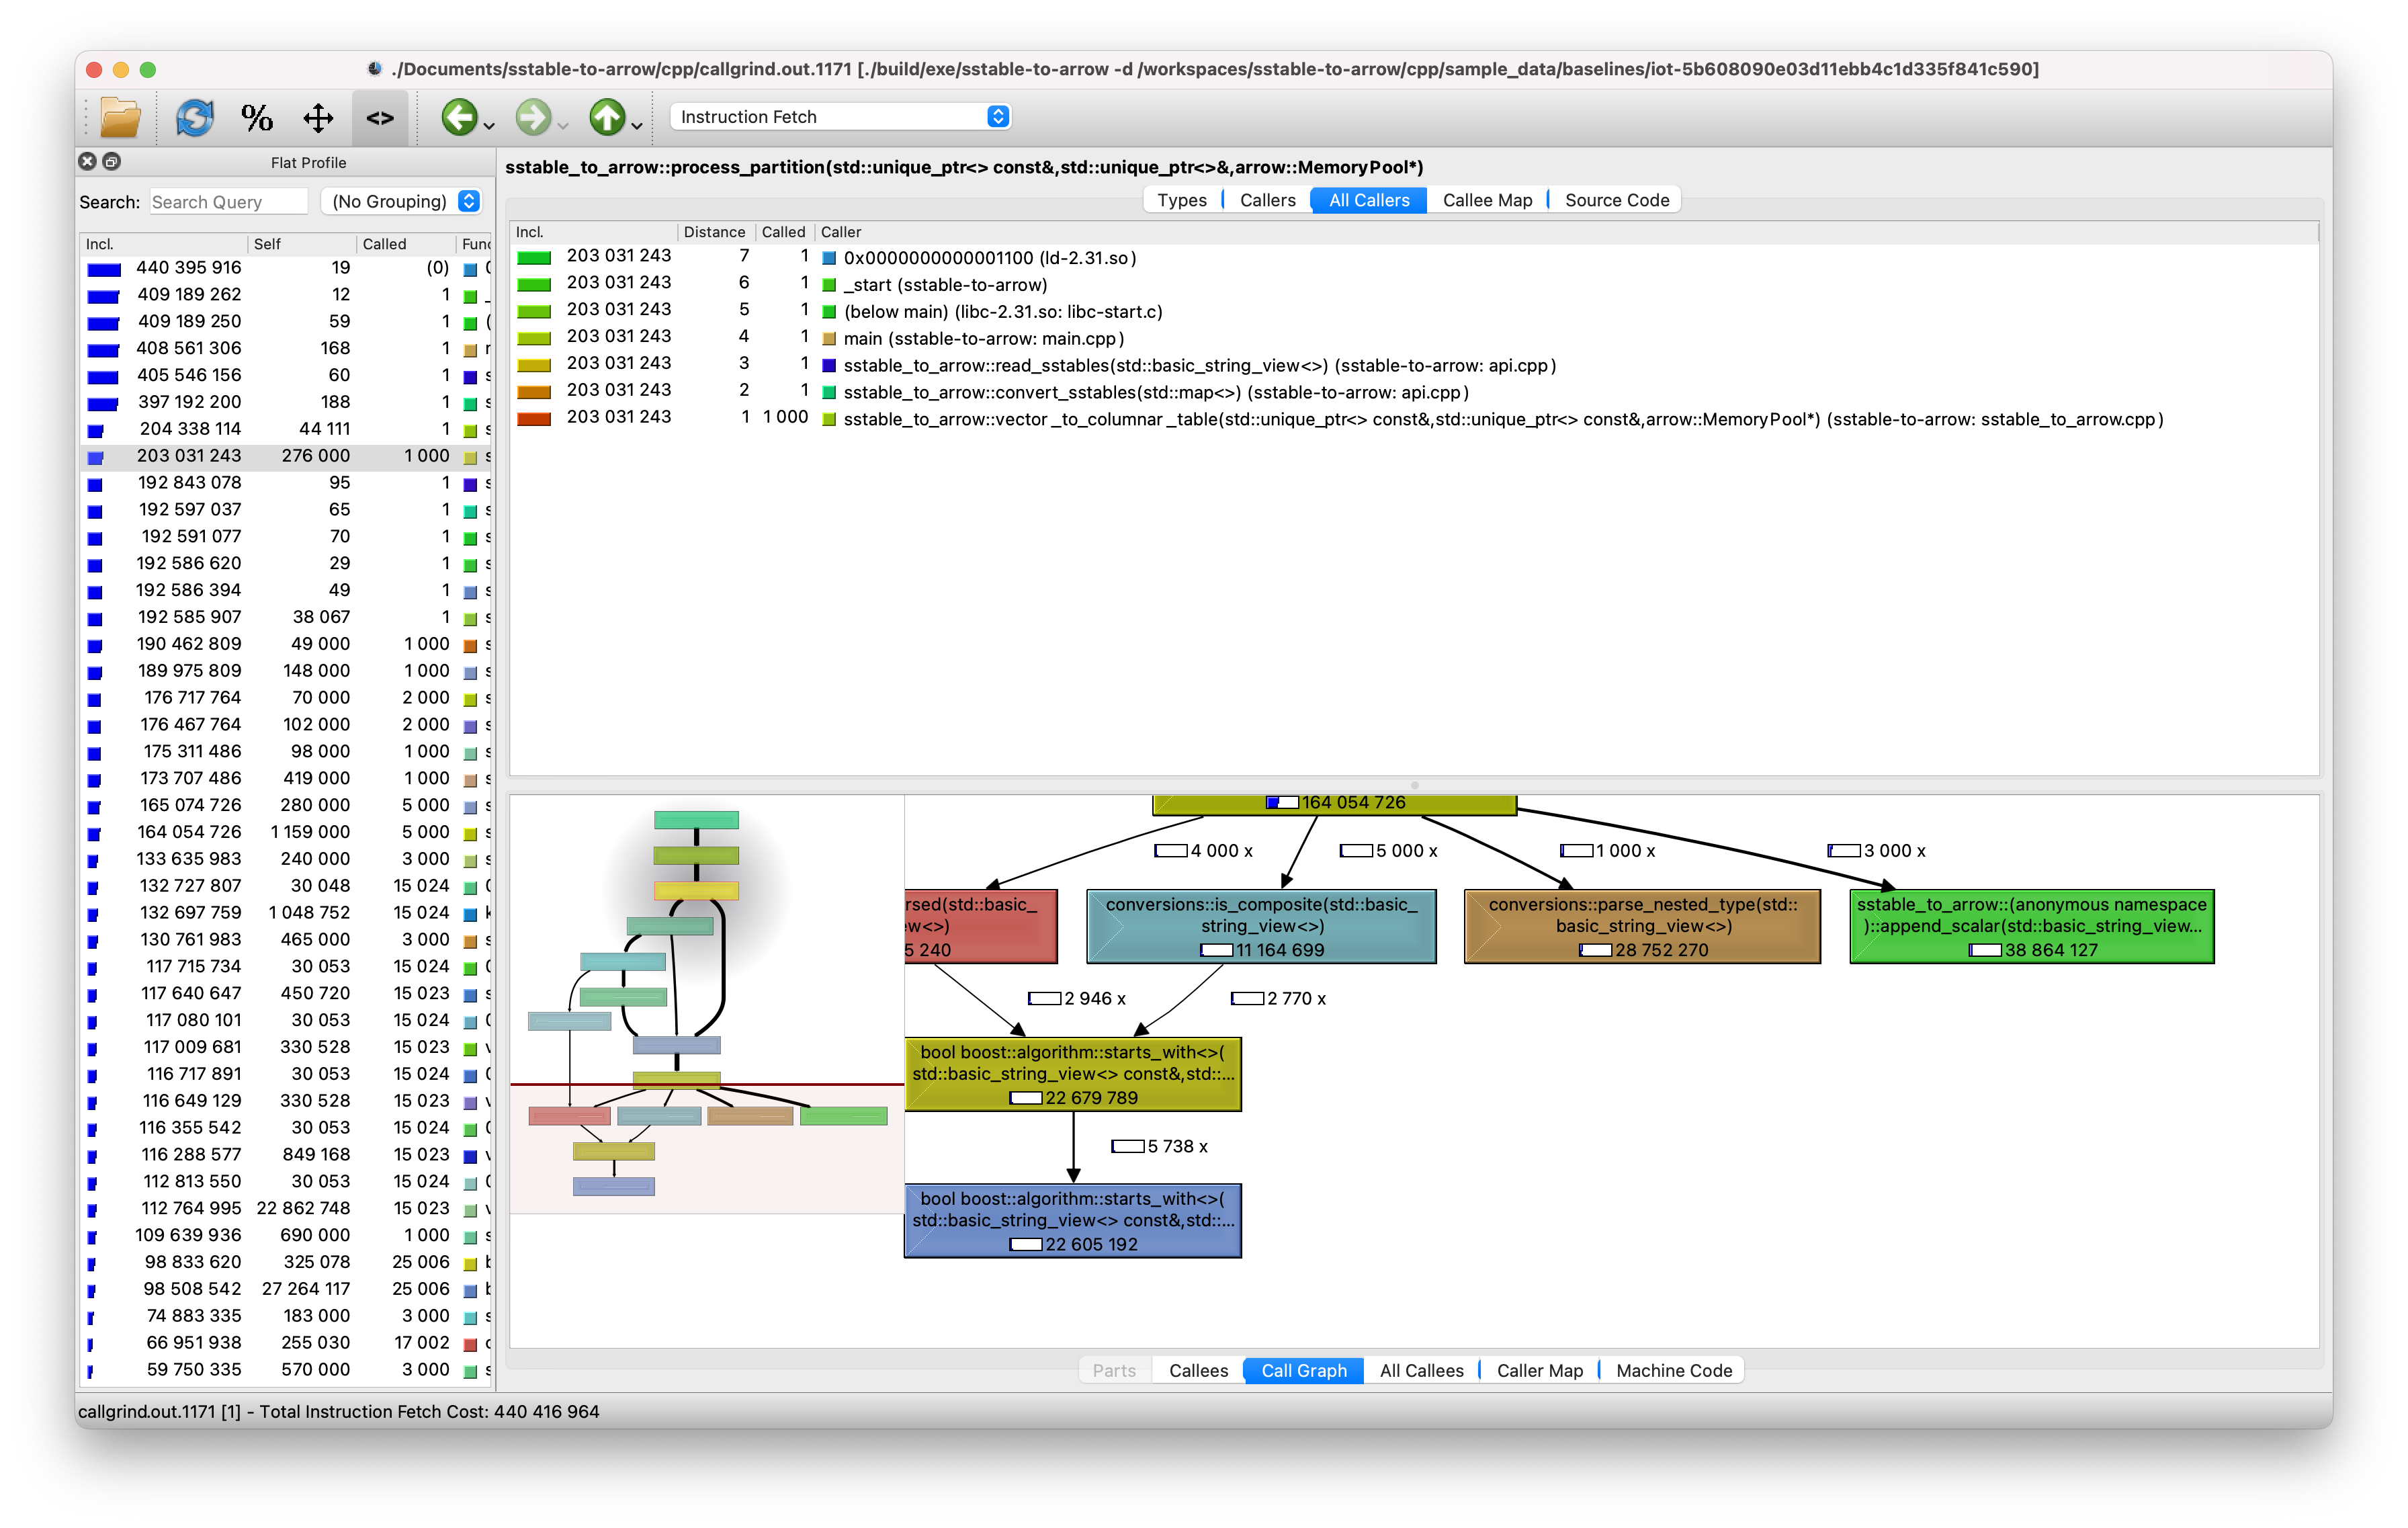 ./Documents/sstable-to-arrow/cpp/callgrind.out.1171 [./build/exe/sstable-to-arrow -d /workspaces/sstable-to-arrow/cpp/sample_data/baselines/iot-5b608090e03d11ebb4c1d335f841c590]
% <> Instruction Fetch
Flat Profile
Search: Search Query (No Grouping)
Incl. Self Called
440 395 916 19 (0)
409 189 262 12 1
409 189 250 59 1
408 561 306 168 1
405 546 156 60 1
397 192 200 188 1
204 338 114 44 111 1
203 031 243 276 000 1 000
192 843 078 95 1
192 597 037 65 1
192 591 077 70 1
192 586 620 29 1
192 586 394 49 1
192 585 907 38 067 1
190 462 809 49 000 1 000
189 975 809 148 000 1 000
176 717 764 70 000 2 000
176 467 764 102 000 2 000
175 311 486 98 000 1 000
173 707 486 419 000 1 000
165 074 726 280 000 5 000
164 054 726 1 159 000 5 000
133 635 983 240 000 3 000
132 727 807 30 048 15 024
132 697 759 1 048 752 15 024
130 761 983 465 000 3 000
117 715 734 30 053 15 024
117 640 647 450 720 15 023
117 080 101 30 053 15 024
117 009 681 330 528 15 023
116 717 891 30 053 15 024
116 649 129 330 528 15 023
116 355 542 30 053 15 024
116 288 577 849 168 15 023
112 813 550 30 053 15 024
112 764 995 22 862 748 15 023
109 639 936 690 000 1 000
98 833 620 325 078 25 006
98 508 542 27 264 117 25 006
74 883 335 183 000 3 000
66 951 938 255 030 17 002
59 750 335 570 000 3 000
sstable_to_arrow::process_partition(std::unique_ptr<> const&,std::unique_ptr<>&,arrow::MemoryPool*)
Types Callers All Callers Callee Map Source Code
Incl. Distance Called Caller
203 031 243 7 1 0x0000000000001100 (ld-2.31.so)
203 031 243 6 1 _start (sstable-to-arrow)
203 031 243 5 1 (below main) (libc-2.31.so: libc-start.c)
203 031 243 4 1 main (sstable-to-arrow: main.cpp)
203 031 243 3 1 sstable_to_arrow::read_sstables(std::basic_string_view<>) (sstable-to-arrow: api.cpp)
203 031 243 2 1 sstable_to_arrow::convert_sstables(std::map<>) (sstable-to-arrow: api.cpp)
203 031 243 1 1 000 sstable_to_arrow::vector_to_columnar_table(std::unique_ptr<> const&,std::unique_ptr<> const&,arrow::MemoryPool*) (sstable-to-arrow: sstable_to_arrow.cpp)
164 054 726
4 000 x 5 000 x 1 000 x 3 000 x
rsed(std::basic_
ew<>)
5 240
conversions::is_composite(std::basic_
string_view<>)
11 164 699
conversions::parse_nested_type(std::
basic_string_view<>)
28 752 270
sstable_to_arrow::(anonymous namespace
)::append_scalar(std::basic_string_view...
38 864 127
2 946 x 2 770 x
bool boost::algorithm::starts_with<>(
std::basic_string_view<> const&,std::...
22 679 789
5 738 x
bool boost::algorithm::starts_with<>(
std::basic_string_view<> const&,std::...
22 605 192
Parts Callees Call Graph All Callees Caller Map Machine Code
callgrind.out.1171 [1] - Total Instruction Fetch Cost: 440 416 964